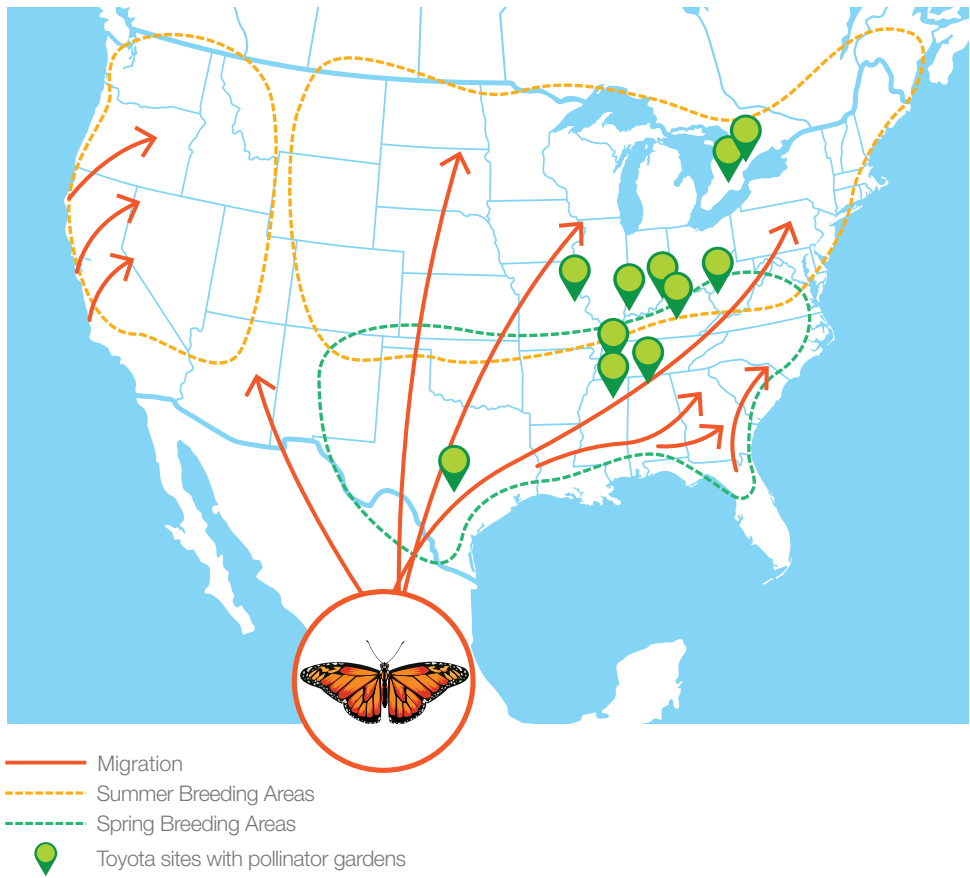 Migration
Summer Breeding Areas
Spring Breeding Areas
Toyota sites with pollinator gardens